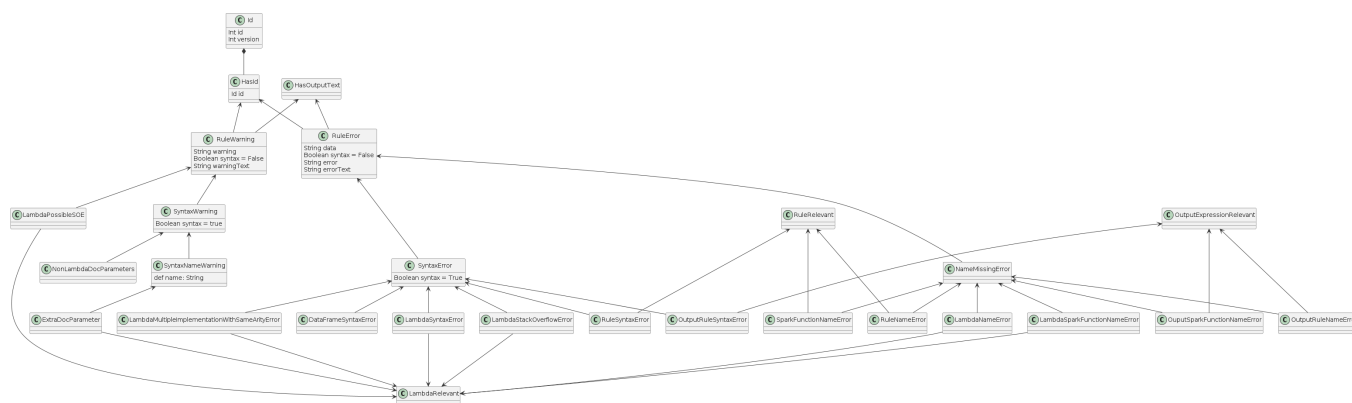 C Id
Int id
Int version
C HasId
Id id
C HasOutputText
C RuleWarning
String warning
Boolean syntax = False
String warningText
C RuleError
String data
Boolean syntax = False
String error
String errorText
C LambdaPossibleSOE
C SyntaxWarning
Boolean syntax = true
C RuleRelevant
C OutputExpressionRelevant
C NonLambdaDocParameters
C SyntaxNameWarning
def name: String
C SyntaxError
Boolean syntax = True
C NameMissingError
C ExtraDocParameter
C LambdaMultipleImplementationWithSameArityError
C DataFrameSyntaxError
C LambdaSyntaxError
C LambdaStackOverflowError
C RuleSyntaxError
C OutputRuleSyntaxError
C SparkFunctionNameError
C RuleNameError
C LambdaNameError
C LambdaSparkFunctionNameError
C OuputSparkFunctionNameError
C OutputRuleNameErr
C LambdaRelevant